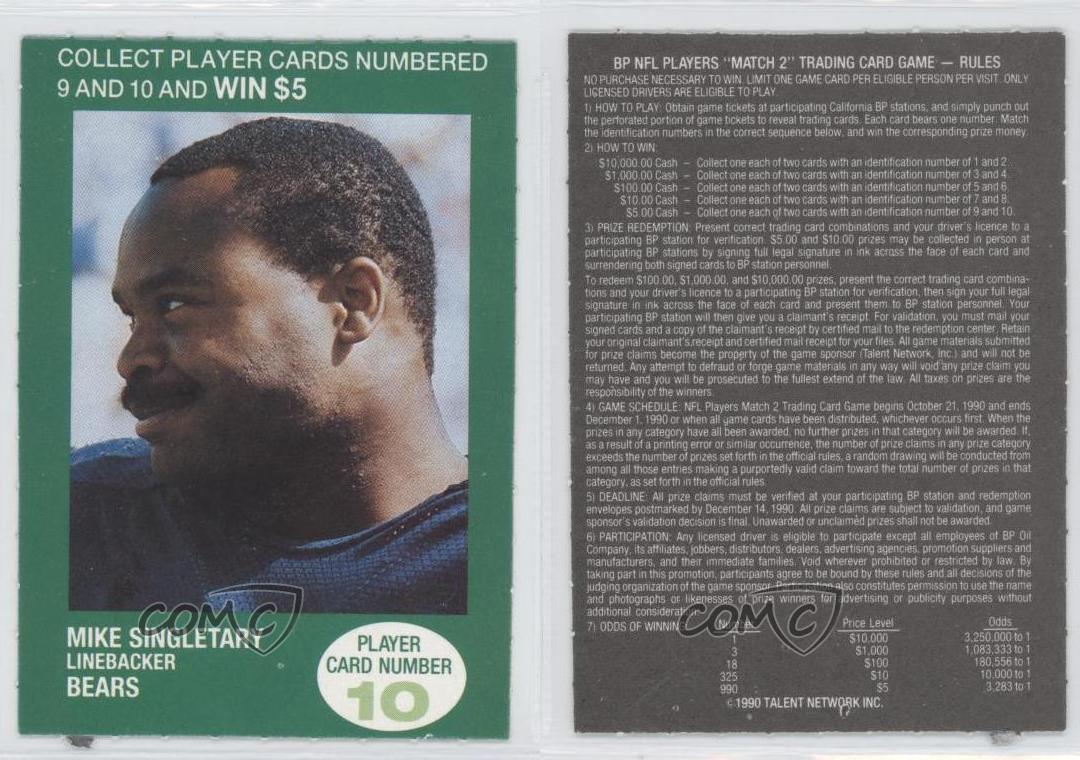 COLLECT PLAYER CARDS NUMBERED
9 AND 10 AND WIN $5
MIKE SINGLETARY
LINEBACKER
BEARS
PLAYER
CARD NUMBER
10
COMC
BP NFL PLAYERS "MATCH 2" TRADING CARD GAME — RULES
NO PURCHASE NECESSARY TO WIN. LIMIT ONE GAME CARD PER ELIGIBLE PERSON PER VISIT. ONLY
LICENSED DRIVERS ARE ELIGIBLE TO PLAY.
1) HOW TO PLAY: Obtain game tickets at participating California BP stations, and simply punch out
the perforated portion of game tickets to reveal trading cards. Each card bears one number. Match
the identification numbers in the correct sequence below, and win the corresponding prize money.
2) HOW TO WIN:
$10,000.00 Cash – Collect one each of two cards with an identification number of 1 and 2.
$1,000.00 Cash – Collect one each of two cards with an identification number of 3 and 4.
$100.00 Cash – Collect one each of two cards with an identification number of 5 and 6.
$10.00 Cash – Collect one each of two cards with an identification number of 7 and 8.
$5.00 Cash – Collect one each of two cards with an identification number of 9 and 10.
3) PRIZE REDEMPTION: Present correct trading card combinations and your driver's licence to a
participating BP station for verification. $5.00 and $10.00 prizes may be collected in person at
participating BP stations by signing full legal signature in ink across the face of each card and
surrendering both signed cards to BP station personnel.
To redeem $100.00, $1,000.00, and $10,000.00 prizes, present the correct trading card combina-
tions and your driver's licence to a participating BP station for verification, then sign your full legal
signature in ink across the face of each card and present them to BP station personnel. Your
participating BP station will then give you a claimant's receipt. For validation, you must mail your
signed cards and a copy of the claimant's receipt by certified mail to the redemption center. Retain
your original claimant's receipt and certified mail receipt for your files. All game materials submitted
for prize claims become the property of the game sponsor (Talent Network, Inc.) and will not be
returned. Any attempt to defraud or forge game materials in any way will void any prize claim you
may have and you will be prosecuted to the fullest extend of the law. All taxes on prizes are the
responsibility of the winners.
4) GAME SCHEDULE: NFL Players Match 2 Trading Card Game begins October 21, 1990 and ends
December 1, 1990 or when all game cards have been distributed, whichever occurs first. When the
prizes in any category have all been awarded, no further prizes in that category will be awarded. If,
as a result of a printing error or similar occurrence, the number of prize claims in any prize category
exceeds the number of prizes set forth in the official rules, a random drawing will be conducted from
among all those entries making a purportedly valid claim toward the total number of prizes in that
category, as set forth in the official rules.
5) DEADLINE: All prize claims must be verified at your participating BP station and redemption
envelopes postmarked by December 14, 1990. All prize claims are subject to validation, and game
sponsor's validation decision is final. Unawarded or unclaimed prizes shall not be awarded.
6) PARTICIPATION: Any licensed driver is eligible to participate except all employees of BP Oil
Company, its affiliates, jobbers, distributors, dealers, advertising agencies, promotion suppliers and
manufacturers, and their immediate families. Void wherever prohibited or restricted by law. By
taking part in this promotion, participants agree to be bound by these rules and all decisions of the
judging organization of the game sponsor. Participation also constitutes permission to use the name
and photographs or likenesses of prize winners for advertising or publicity purposes without
additional consideration.
7) ODDS OF WINNING: Number Price Level Odds
1 $10,000 3,250,000 to 1
3 $1,000 1,083,333 to 1
18 $100 180,556 to 1
325 $10 10,000 to 1
990 $5 3,283 to 1
© 1990 TALENT NETWORK INC.
COMC